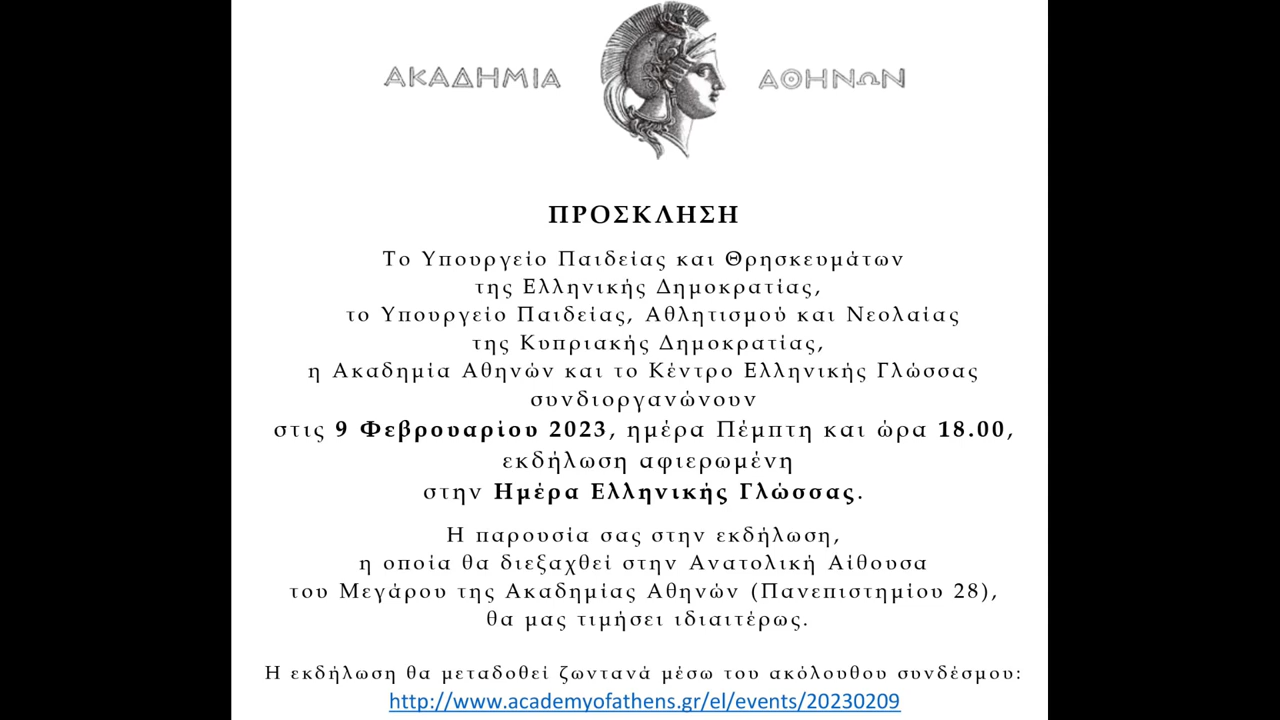 ΑΚΑΔΗΜΙΑ ΑΘΗΝΩΝ
ΠΡΟΣΚΛΗΣΗ
Το Υπουργείο Παιδείας και Θρησκευμάτων
της Ελληνικής Δημοκρατίας,
το Υπουργείο Παιδείας, Αθλητισμού και Νεολαίας
της Κυπριακής Δημοκρατίας,
η Ακαδημία Αθηνών και το Κέντρο Ελληνικής Γλώσσας
συνδιοργανώνουν
στις 9 Φεβρουαρίου 2023, ημέρα Πέμπτη και ώρα 18.00,
εκδήλωση αφιερωμένη
στην Ημέρα Ελληνικής Γλώσσας.
Η παρουσία σας στην εκδήλωση,
η οποία θα διεξαχθεί στην Ανατολική Αίθουσα
του Μεγάρου της Ακαδημίας Αθηνών (Πανεπιστημίου 28),
θα μας τιμήσει ιδιαιτέρως.
Η εκδήλωση θα μεταδοθεί ζωντανά μέσω του ακόλουθου συνδέσμου:
http://www.academyofathens.gr/el/events/20230209